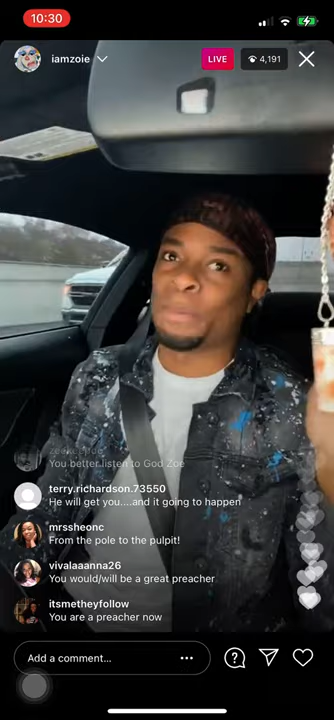 10:30
iamzoie
LIVE
4,191
You better listen to God Zoe
terry.richardson.73550
He will get you....and it going to happen
mrssheonc
From the pole to the pulpit!
vivalaaanna26
You would/will be a great preacher
itsmetheyfollow
You are a preacher now
Add a comment...